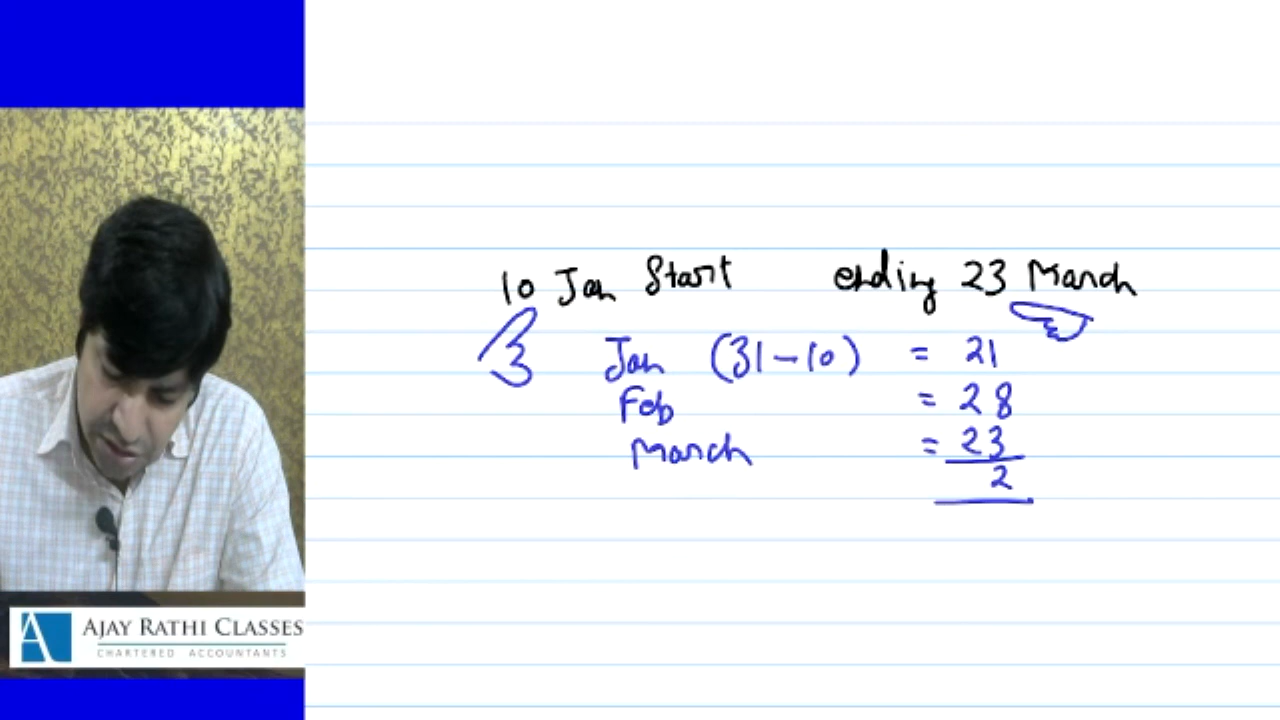 10 Jan Start ending 23 March
Jan (31-10) = 21
Feb = 28
March = 23
2
AJAY RATHI CLASSES
CHARTERED ACCOUNTANTS